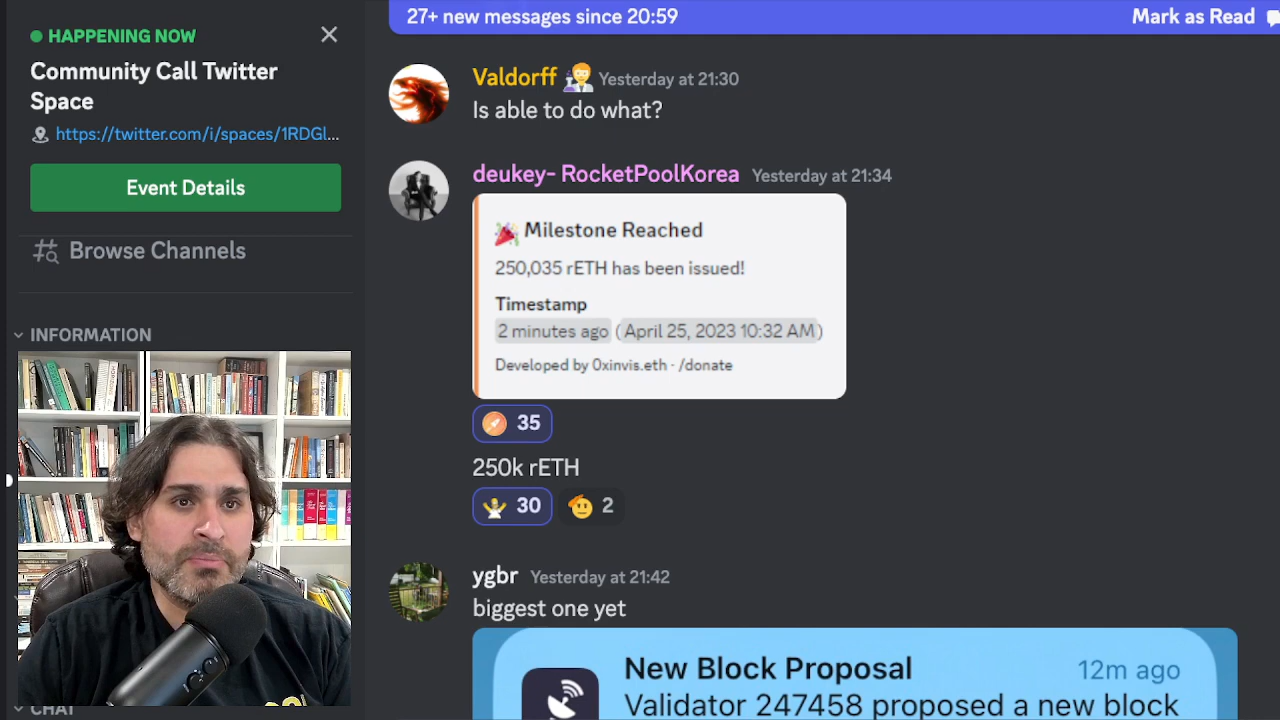 27+ new messages since 20:59
Mark as Read
HAPPENING NOW
Community Call Twitter
Space
https://twitter.com/i/spaces/1RDGl...
Event Details
Browse Channels
INFORMATION
CHAT
Valdorff Yesterday at 21:30
Is able to do what?
deukey- RocketPoolKorea Yesterday at 21:34
Milestone Reached
250,035 rETH has been issued!
Timestamp
2 minutes ago (April 25, 2023 10:32 AM)
Developed by 0xinvis.eth · /donate
35
250k rETH
30 2
ygbr Yesterday at 21:42
biggest one yet
New Block Proposal 12m ago
Validator 247458 proposed a new block